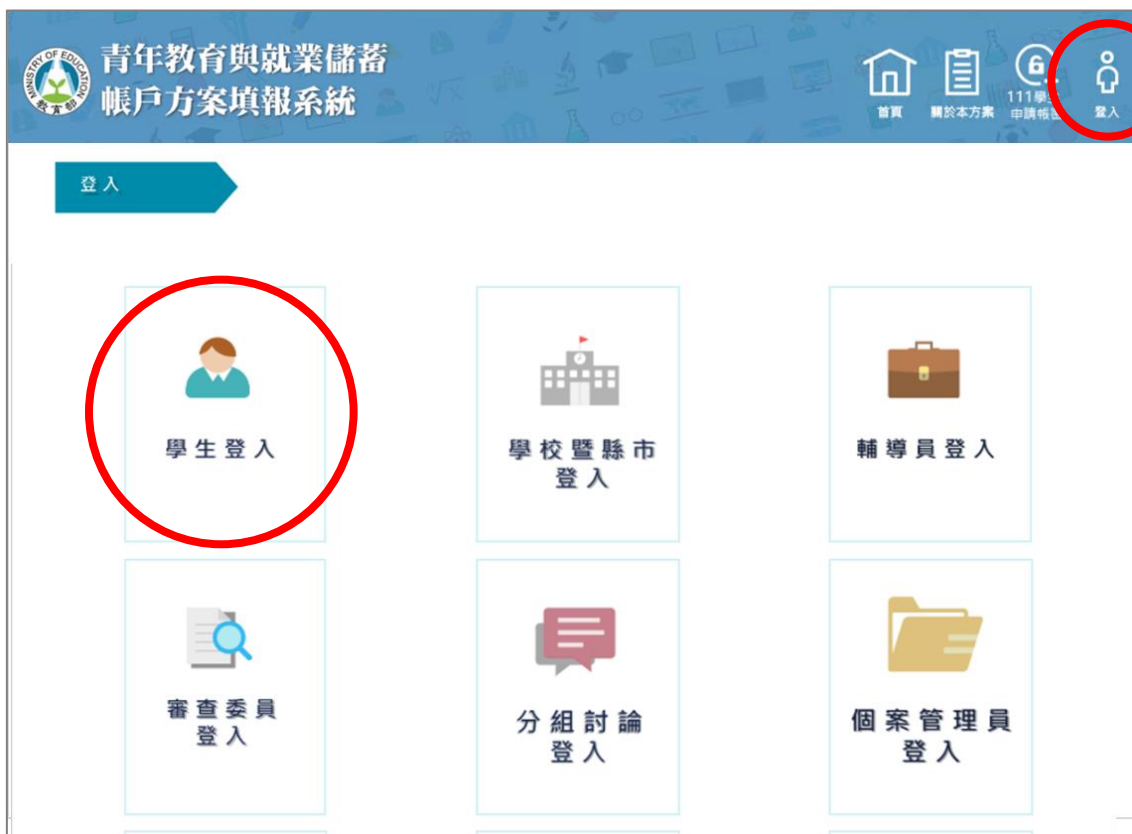 MINISTRY OF EDUCATION
教育部
青年教育與就業儲蓄
帳戶方案填報系統
首頁
關於本方案
111學
申請帳
登入
登入
學生登入
學校暨縣市
登入
輔導員登入
審查委員
登入
分組討論
登入
個案管理員
登入